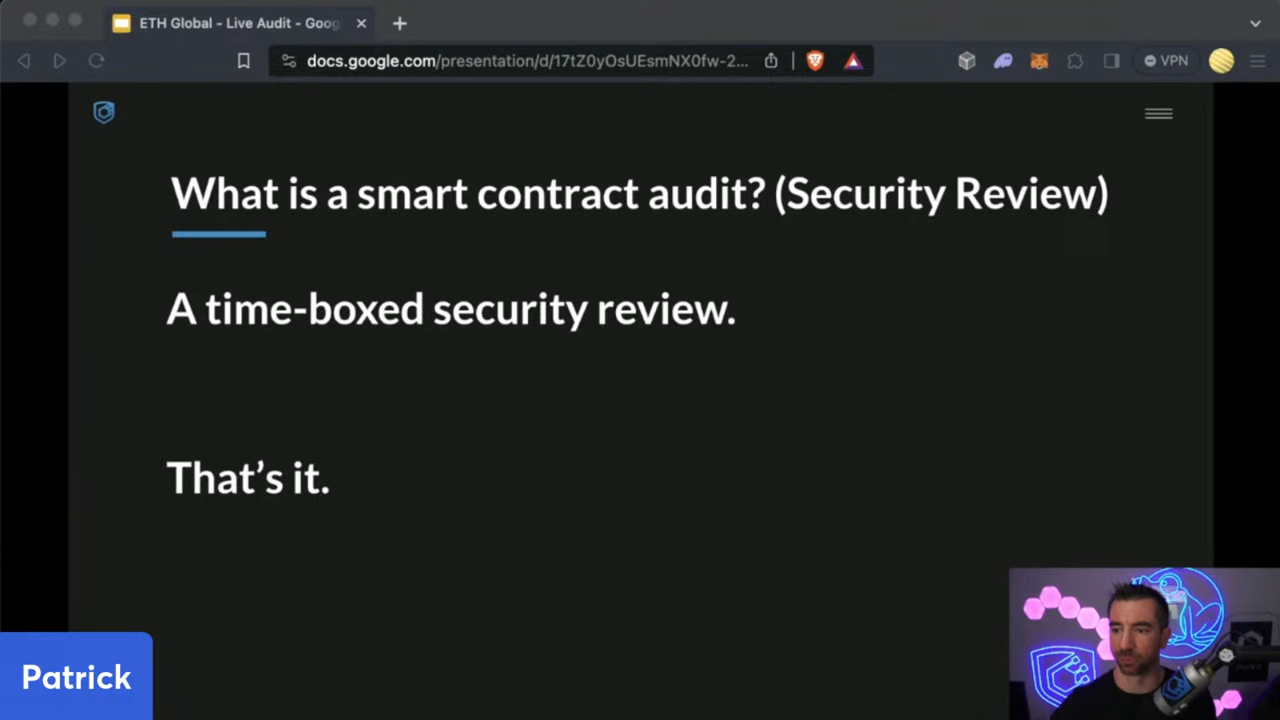 ETH Global - Live Audit - Goog
docs.google.com/presentation/d/17tZ0yOsUEsmNX0fw-2...
VPN
What is a smart contract audit? (Security Review)
A time-boxed security review.
That's it.
Patrick